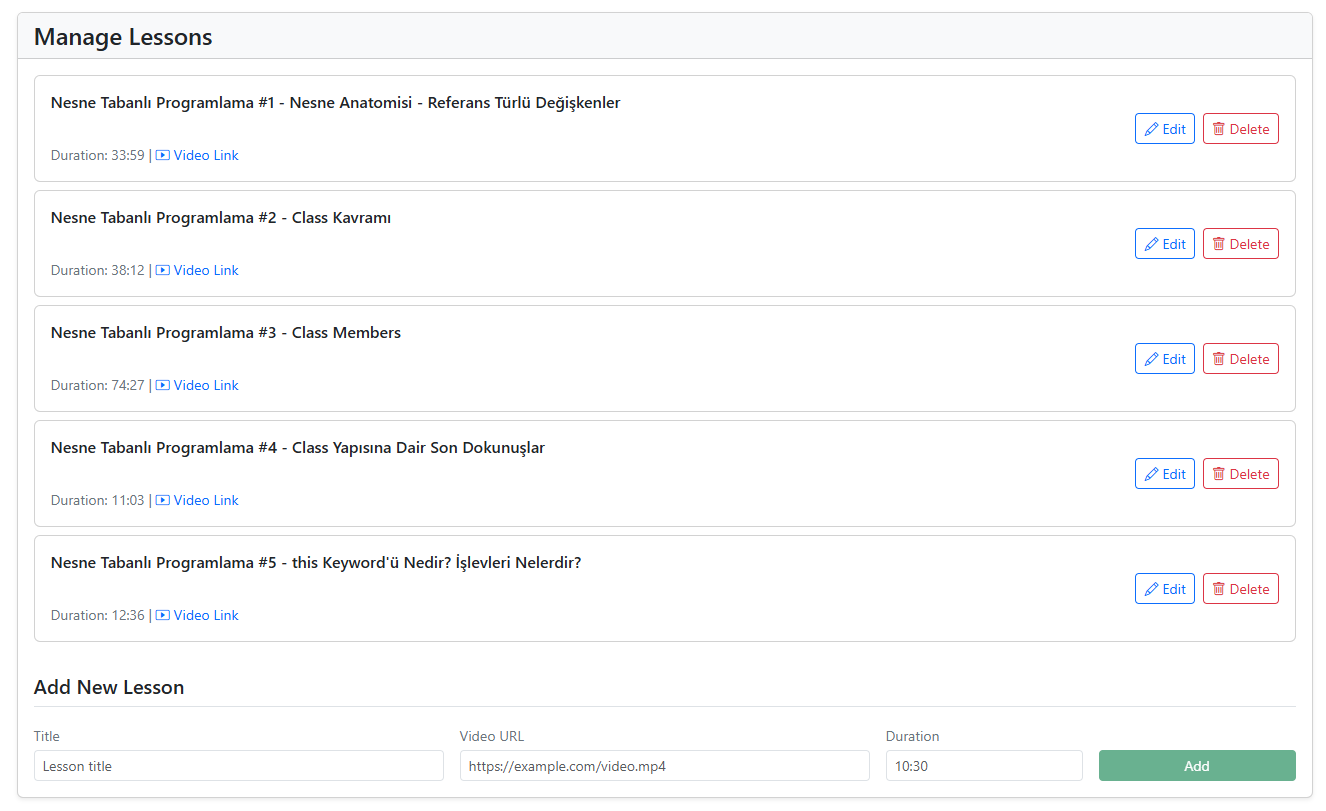 Manage Lessons
Nesne Tabanlı Programlama #1 - Nesne Anatomisi - Referans Türlü Değişkenler
Edit
Delete
Duration: 33:59 | Video Link
Nesne Tabanlı Programlama #2 - Class Kavramı
Edit
Delete
Duration: 38:12 | Video Link
Nesne Tabanlı Programlama #3 - Class Members
Edit
Delete
Duration: 74:27 | Video Link
Nesne Tabanlı Programlama #4 - Class Yapısına Dair Son Dokunuşlar
Edit
Delete
Duration: 11:03 | Video Link
Nesne Tabanlı Programlama #5 - this Keyword'ü Nedir? İşlevleri Nelerdir?
Edit
Delete
Duration: 12:36 | Video Link
Add New Lesson
Title
Video URL
Duration
Lesson title
https://example.com/video.mp4
10:30
Add